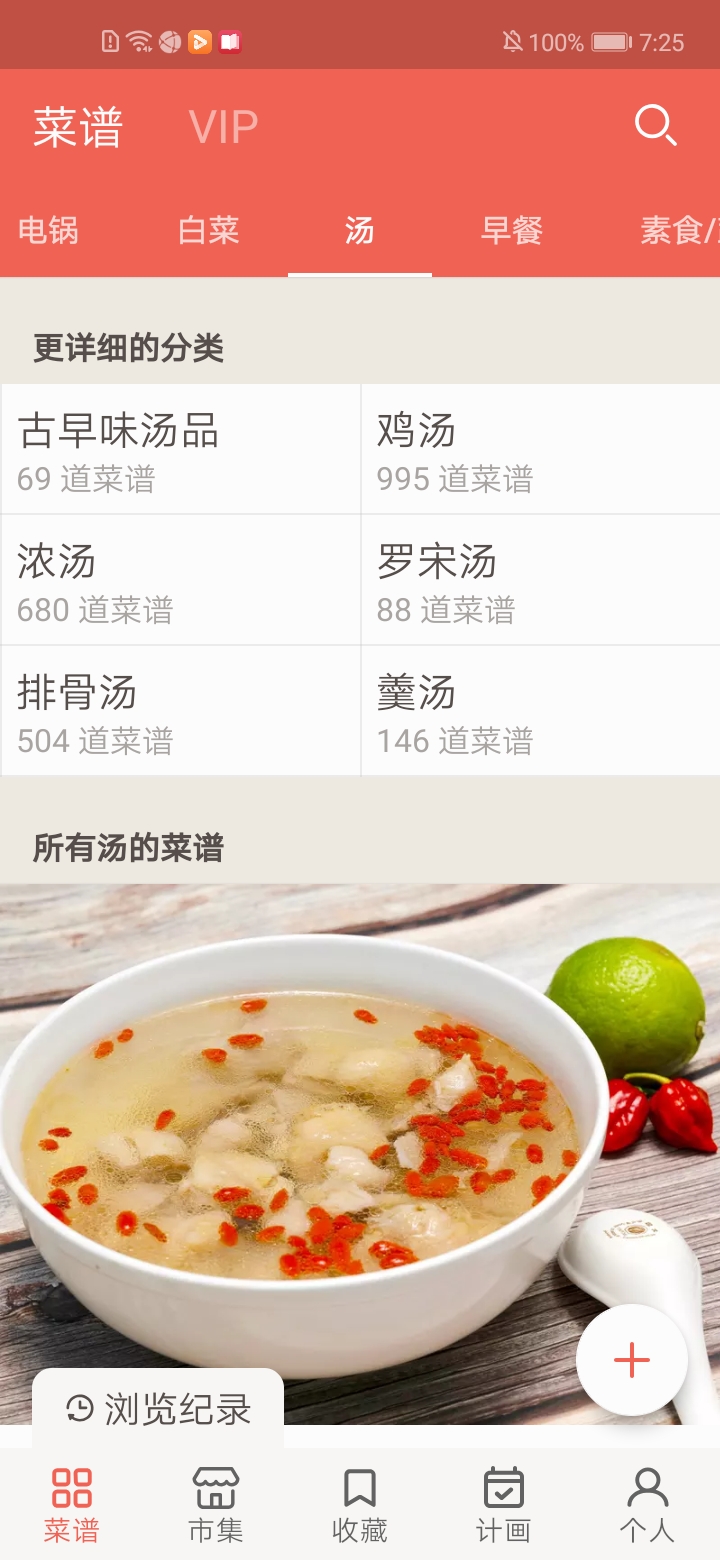 100% 7:25
菜谱 VIP
电锅 白菜 汤 早餐 素食/
更详细的分类
古早味汤品 鸡汤
69 道菜谱 995 道菜谱
浓汤 罗宋汤
680 道菜谱 88 道菜谱
排骨汤 羹汤
504 道菜谱 146 道菜谱
所有汤的菜谱
浏览纪录
菜谱 市集 收藏 计画 个人